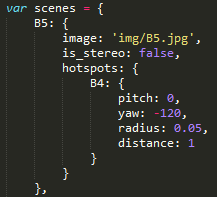 var scenes = {
    B5: {
        image: 'img/B5.jpg',
        is_stereo: false,
        hotspots: {
            B4: {
                pitch: 0,
                yaw: -120,
                radius: 0.05,
                distance: 1
            }
        }
    },